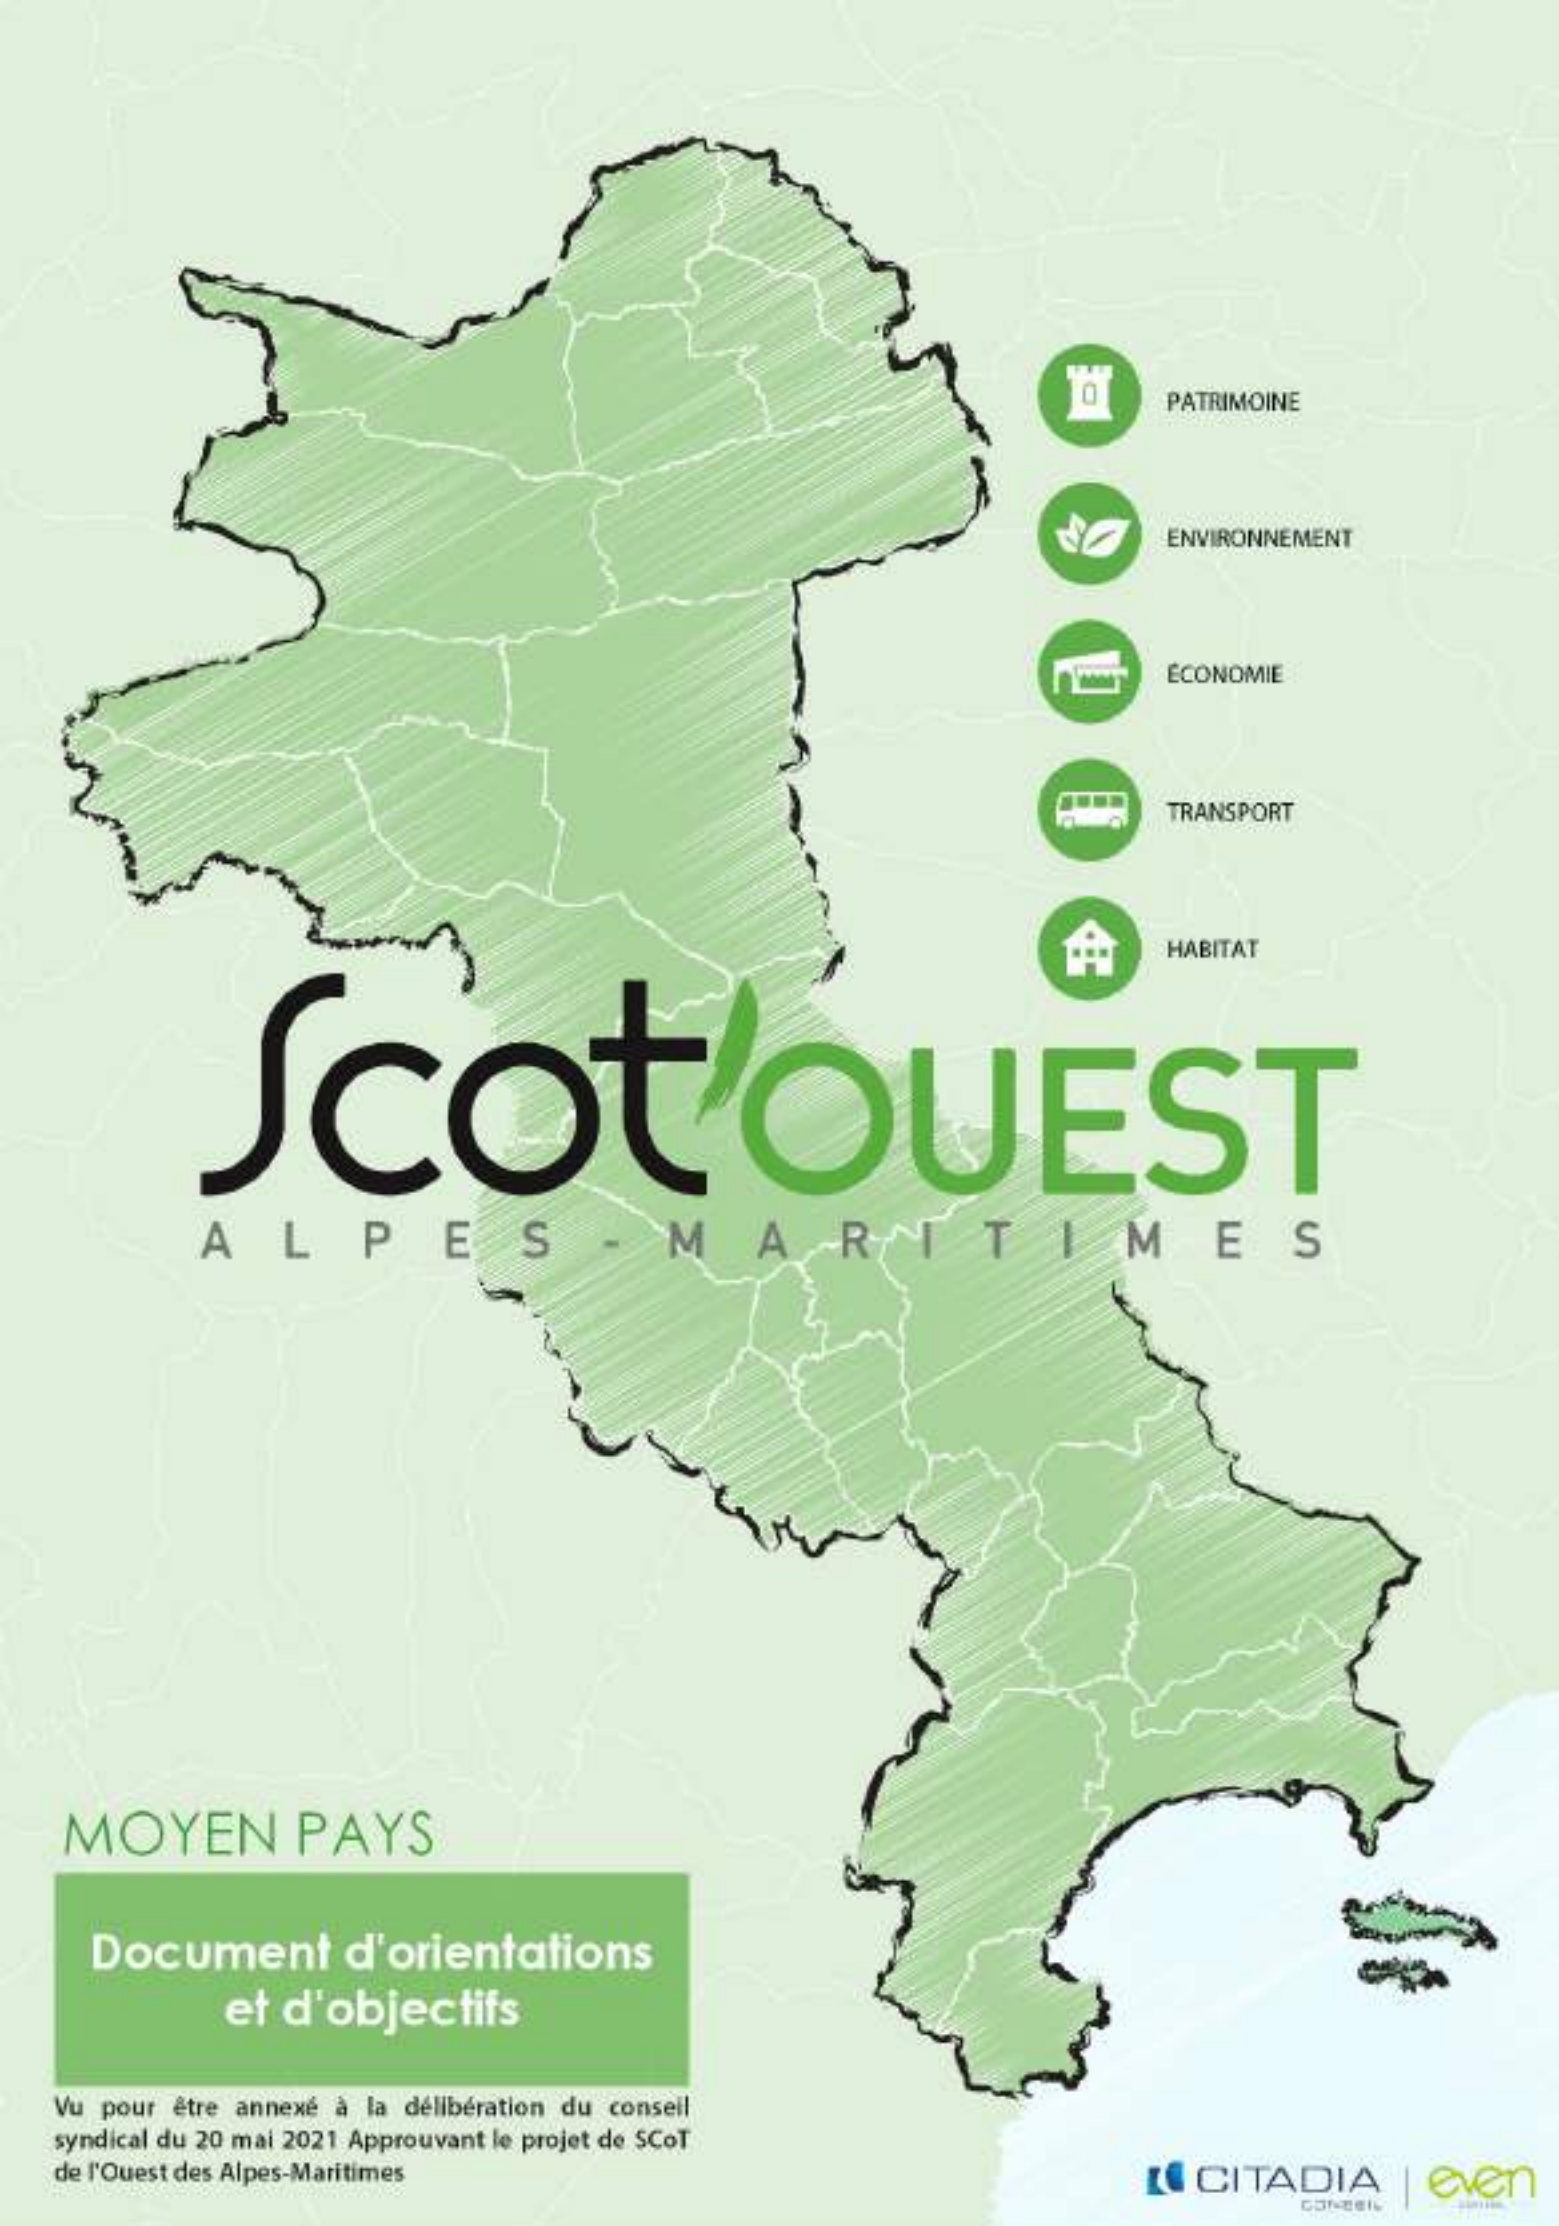 PATRIMOINE
ENVIRONNEMENT
ÉCONOMIE
TRANSPORT
HABITAT
Scot'OUEST
ALPES-MARITIMES
MOYEN PAYS
Document d'orientations
et d'objectifs
Vu pour être annexé à la délibération du conseil
syndical du 20 mai 2021 Approuvant le projet de SCoT
de l'Ouest des Alpes-Maritimes
CITADIA
CONSEIL
even